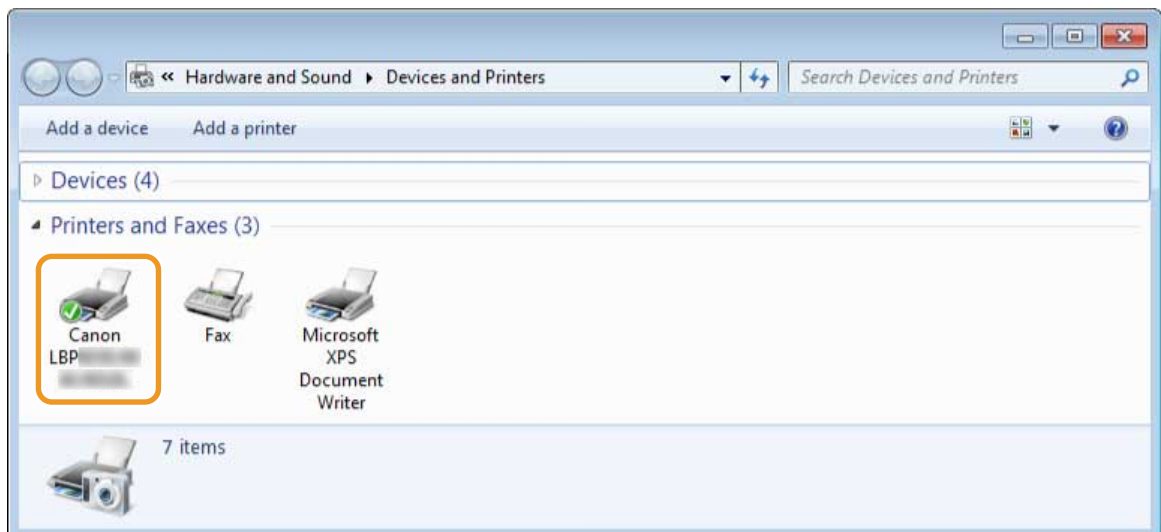 « Hardware and Sound ▸ Devices and Printers
Search Devices and Printers
Add a device Add a printer
Devices (4)
Printers and Faxes (3)
Canon
LBP
Fax
Microsoft
XPS
Document
Writer
7 items